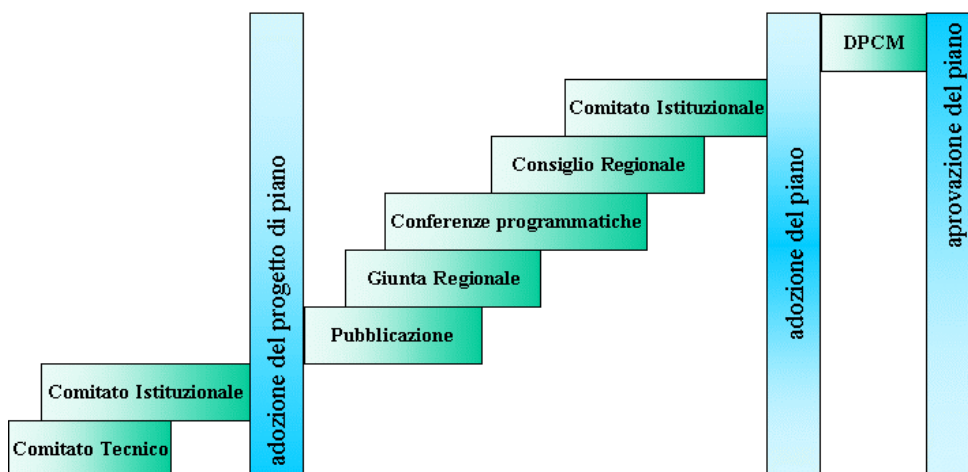 DPCM
Comitato Istituzionale
Consiglio Regionale
Conferenze programmatiche
Giunta Regionale
Pubblicazione
Comitato Istituzionale
Comitato Tecnico
adozione del progetto di piano
adozione del piano
aprovazione del piano